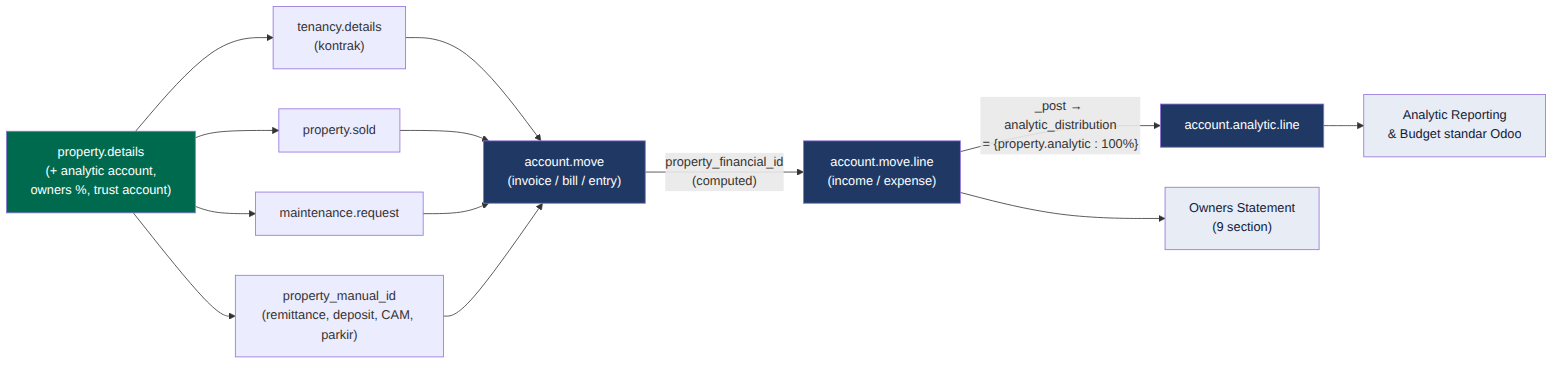 property.details
(+ analytic account,
owners %, trust account)
tenancy.details
(kontrak)
property.sold
maintenance.request
property_manual_id
(remittance, deposit, CAM,
parkir)
account.move
(invoice / bill / entry)
property_financial_id
(computed)
account.move.line
(income / expense)
_post →
analytic_distribution
= {property.analytic : 100%}
account.analytic.line
Analytic Reporting
& Budget standar Odoo
Owners Statement
(9 section)